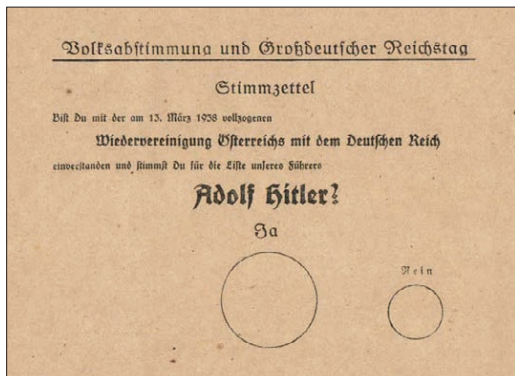 Volksabstimmung und Großdeutscher Reichstag
Stimmzettel
Bist Du mit der am 13. März 1938 vollzogenen
Wiedervereinigung Österreichs mit dem Deutschen Reich
einverstanden und stimmst Du für die Liste unseres Führers
Adolf Hitler?
Ja
Nein